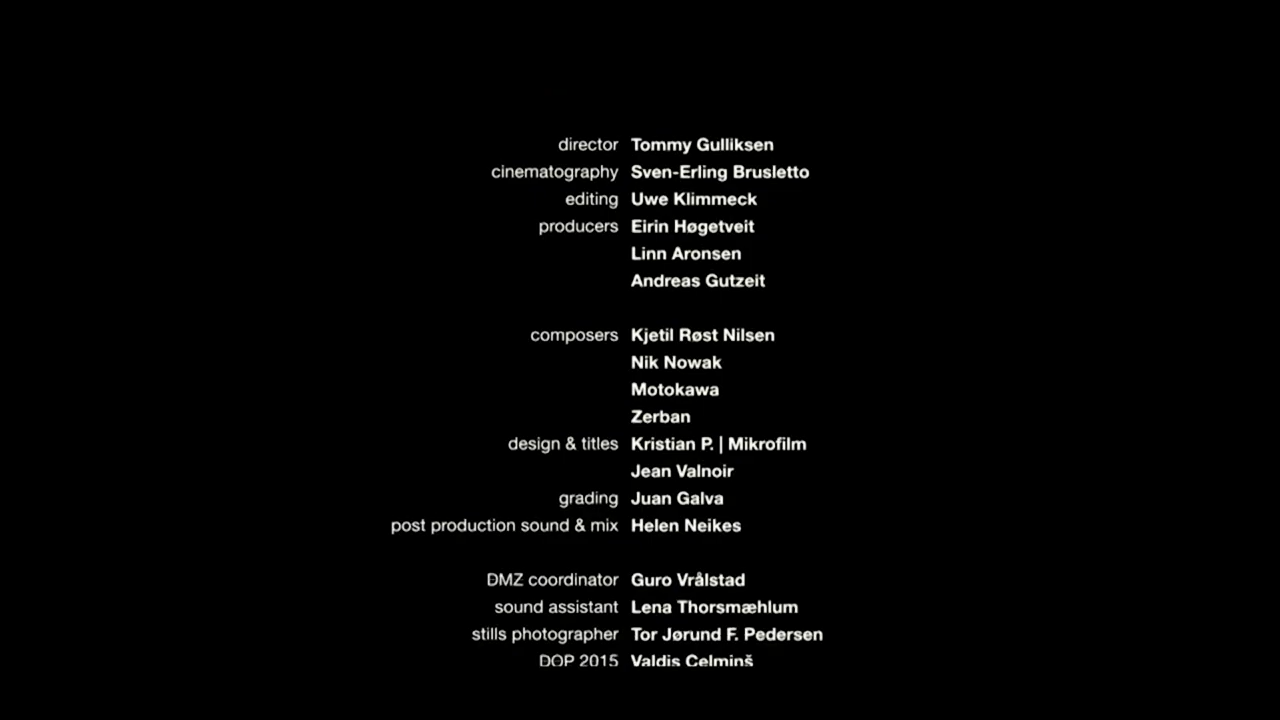 director Tommy Gulliksen
cinematography Sven-Erling Brusletto
editing Uwe Klimmeck
producers Eirin Høgetveit
Linn Aronsen
Andreas Gutzeit
composers Kjetil Røst Nilsen
Nik Nowak
Motokawa
Zerban
design & titles Kristian P. | Mikrofilm
Jean Valnoir
grading Juan Galva
post production sound & mix Helen Neikes
DMZ coordinator Guro Vrålstad
sound assistant Lena Thorsmæhlum
stills photographer Tor Jørund F. Pedersen
DOP 2015 Valdis Celmiņš